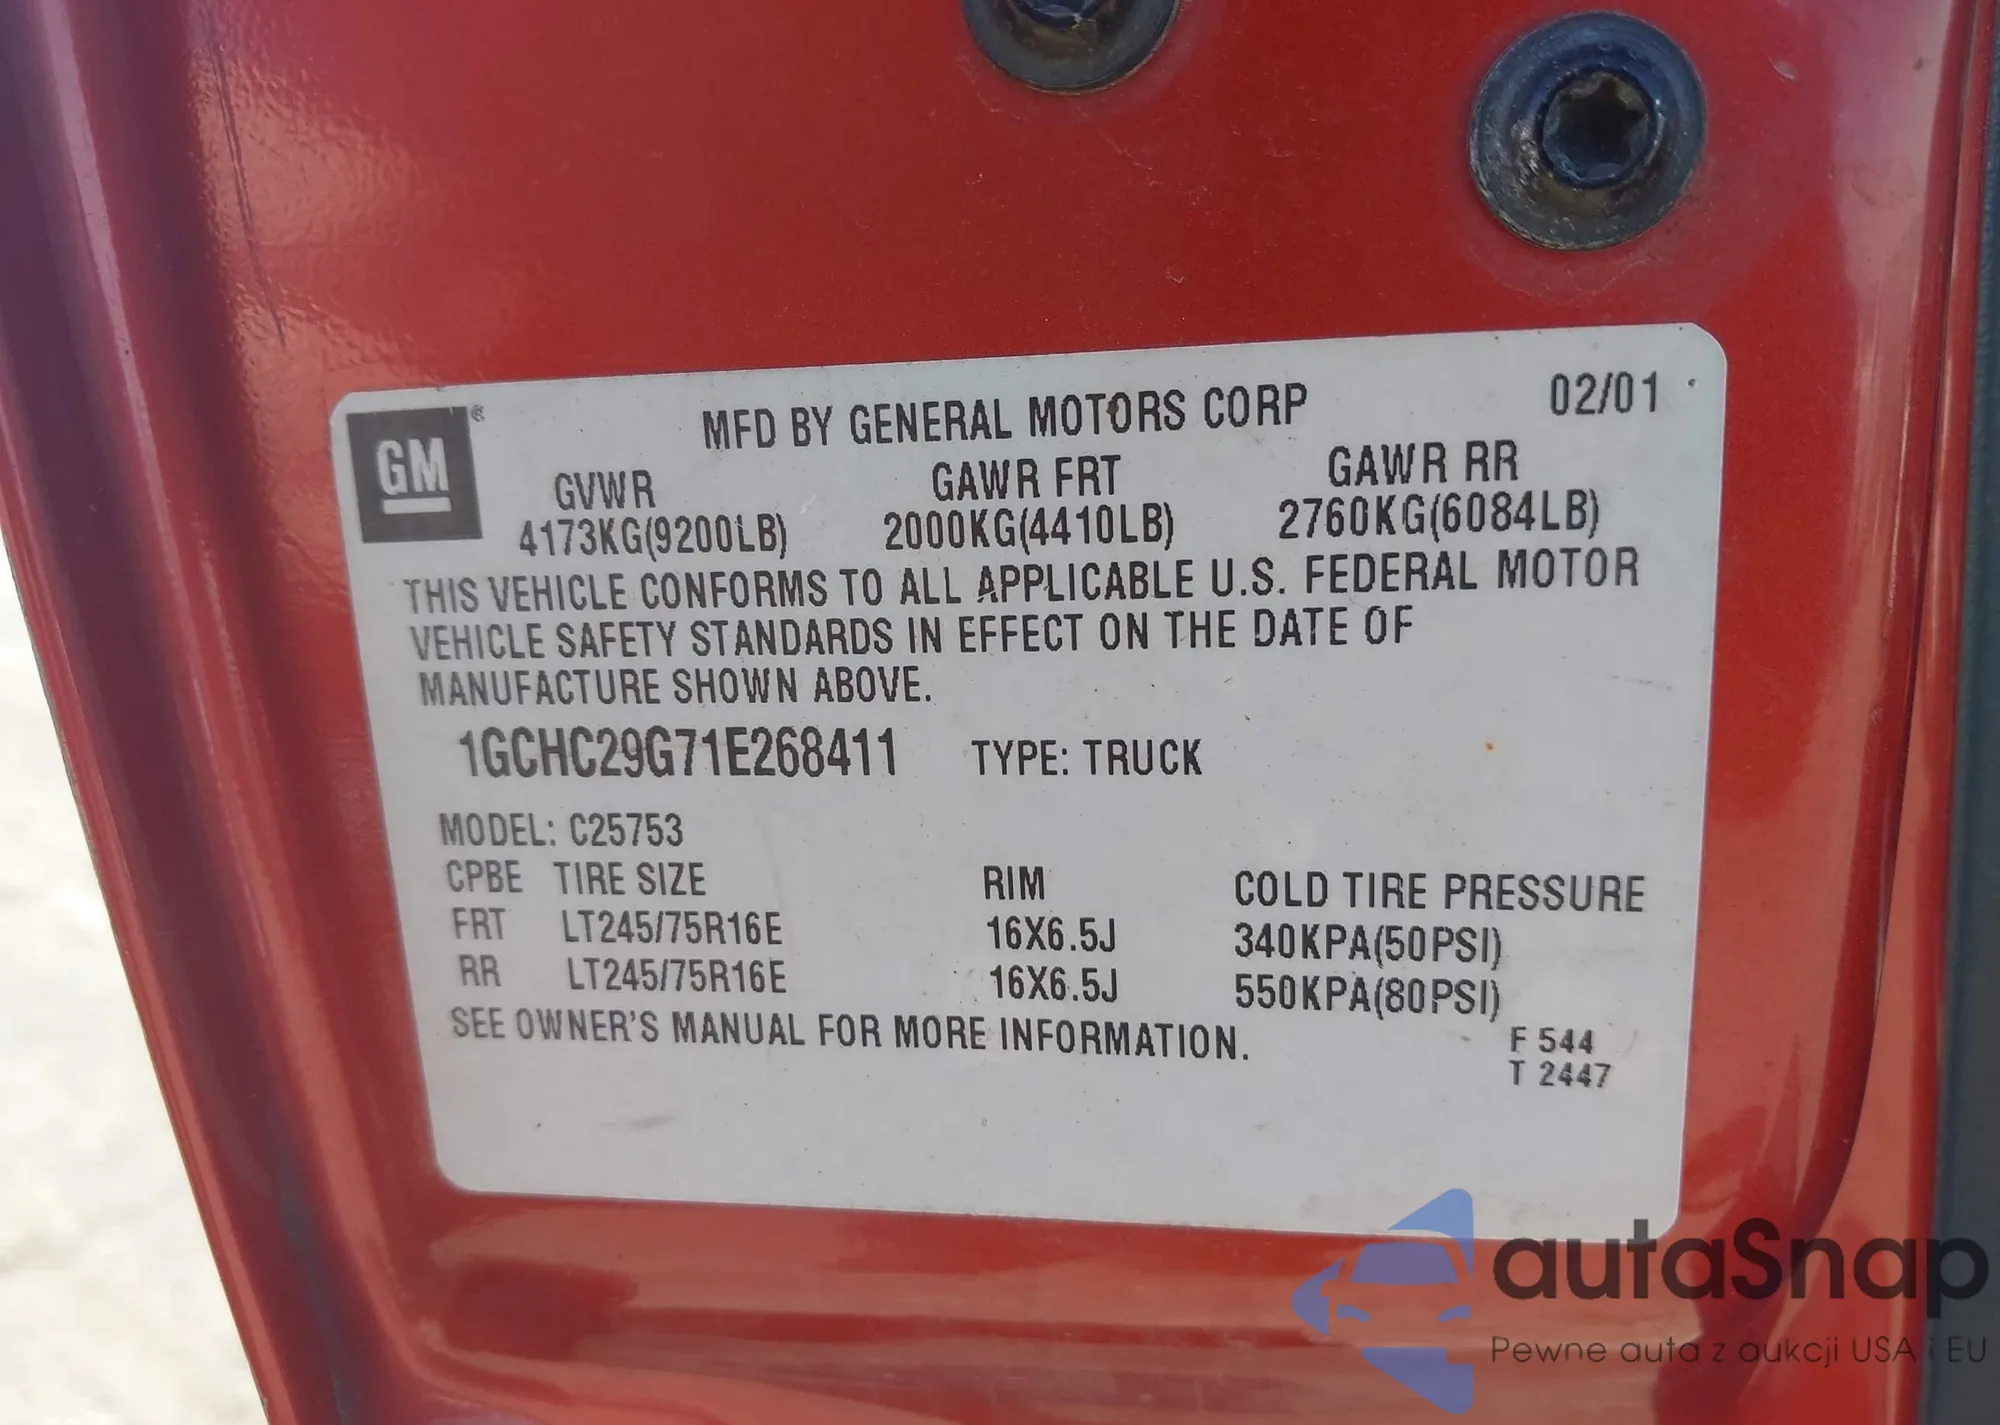 GM ®
MFD BY GENERAL MOTORS CORP 02/01
GVWR GAWR FRT GAWR RR
4173KG(9200LB) 2000KG(4410LB) 2760KG(6084LB)
THIS VEHICLE CONFORMS TO ALL APPLICABLE U.S. FEDERAL MOTOR
VEHICLE SAFETY STANDARDS IN EFFECT ON THE DATE OF
MANUFACTURE SHOWN ABOVE.
1GCHC29G71E268411 TYPE: TRUCK
MODEL: C25753
CPBE TIRE SIZE RIM COLD TIRE PRESSURE
FRT LT245/75R16E 16X6.5J 340KPA(50PSI)
RR LT245/75R16E 16X6.5J 550KPA(80PSI)
SEE OWNER'S MANUAL FOR MORE INFORMATION.
F 544
T 2447
autaSnap
Pewne auta z aukcji USA i EU